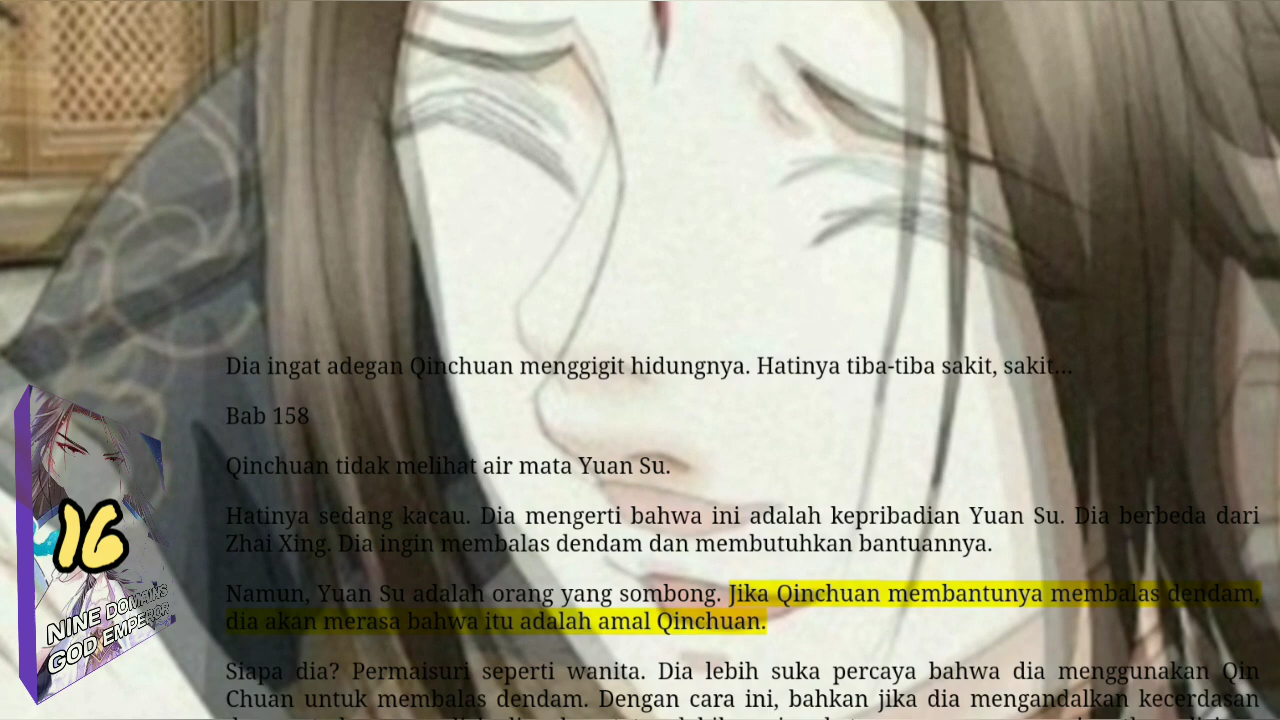 Dia ingat adegan Qinchuan menggigit hidungnya. Hatinya tiba-tiba sakit, sakit...
Bab 158
Qinchuan tidak melihat air mata Yuan Su.
Hatinya sedang kacau. Dia mengerti bahwa ini adalah kepribadian Yuan Su. Dia berbeda dari
Zhai Xing. Dia ingin membalas dendam dan membutuhkan bantuannya.
Namun, Yuan Su adalah orang yang sombong. Jika Qinchuan membantunya membalas dendam,
dia akan merasa bahwa itu adalah amal Qinchuan.
Siapa dia? Permaisuri seperti wanita. Dia lebih suka percaya bahwa dia menggunakan Qin
Chuan untuk membalas dendam. Dengan cara ini, bahkan jika dia mengandalkan kecerdasan
16
NINE DOMAINS
GOD EMPEROR